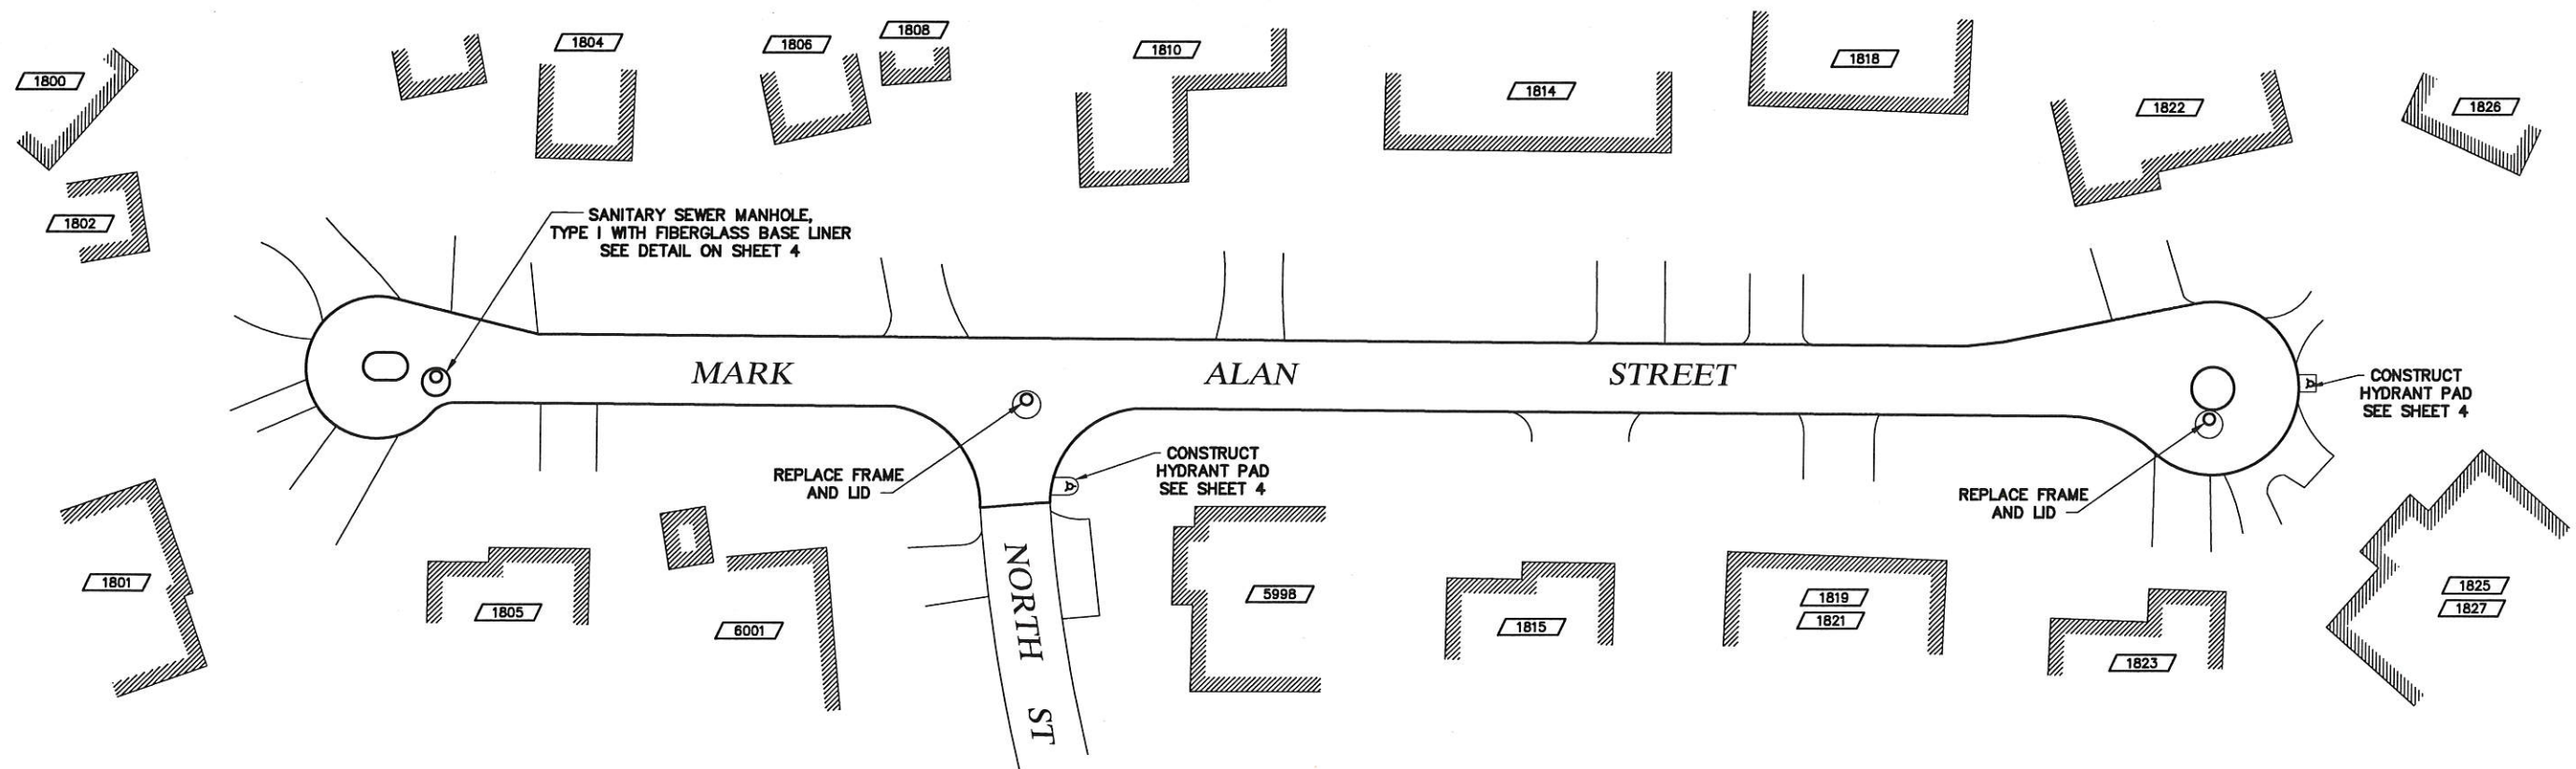 1800
1804
1806
1808
1810
1814
1818
1822
1826
1802
SANITARY SEWER MANHOLE,
TYPE I WITH FIBERGLASS BASE LINER
SEE DETAIL ON SHEET 4
MARK ALAN STREET
CONSTRUCT
HYDRANT PAD
SEE SHEET 4
REPLACE FRAME
AND LID
CONSTRUCT
HYDRANT PAD
SEE SHEET 4
REPLACE FRAME
AND LID
NORTH ST
1801
1805
6001
5998
1815
1819
1821
1823
1825
1827